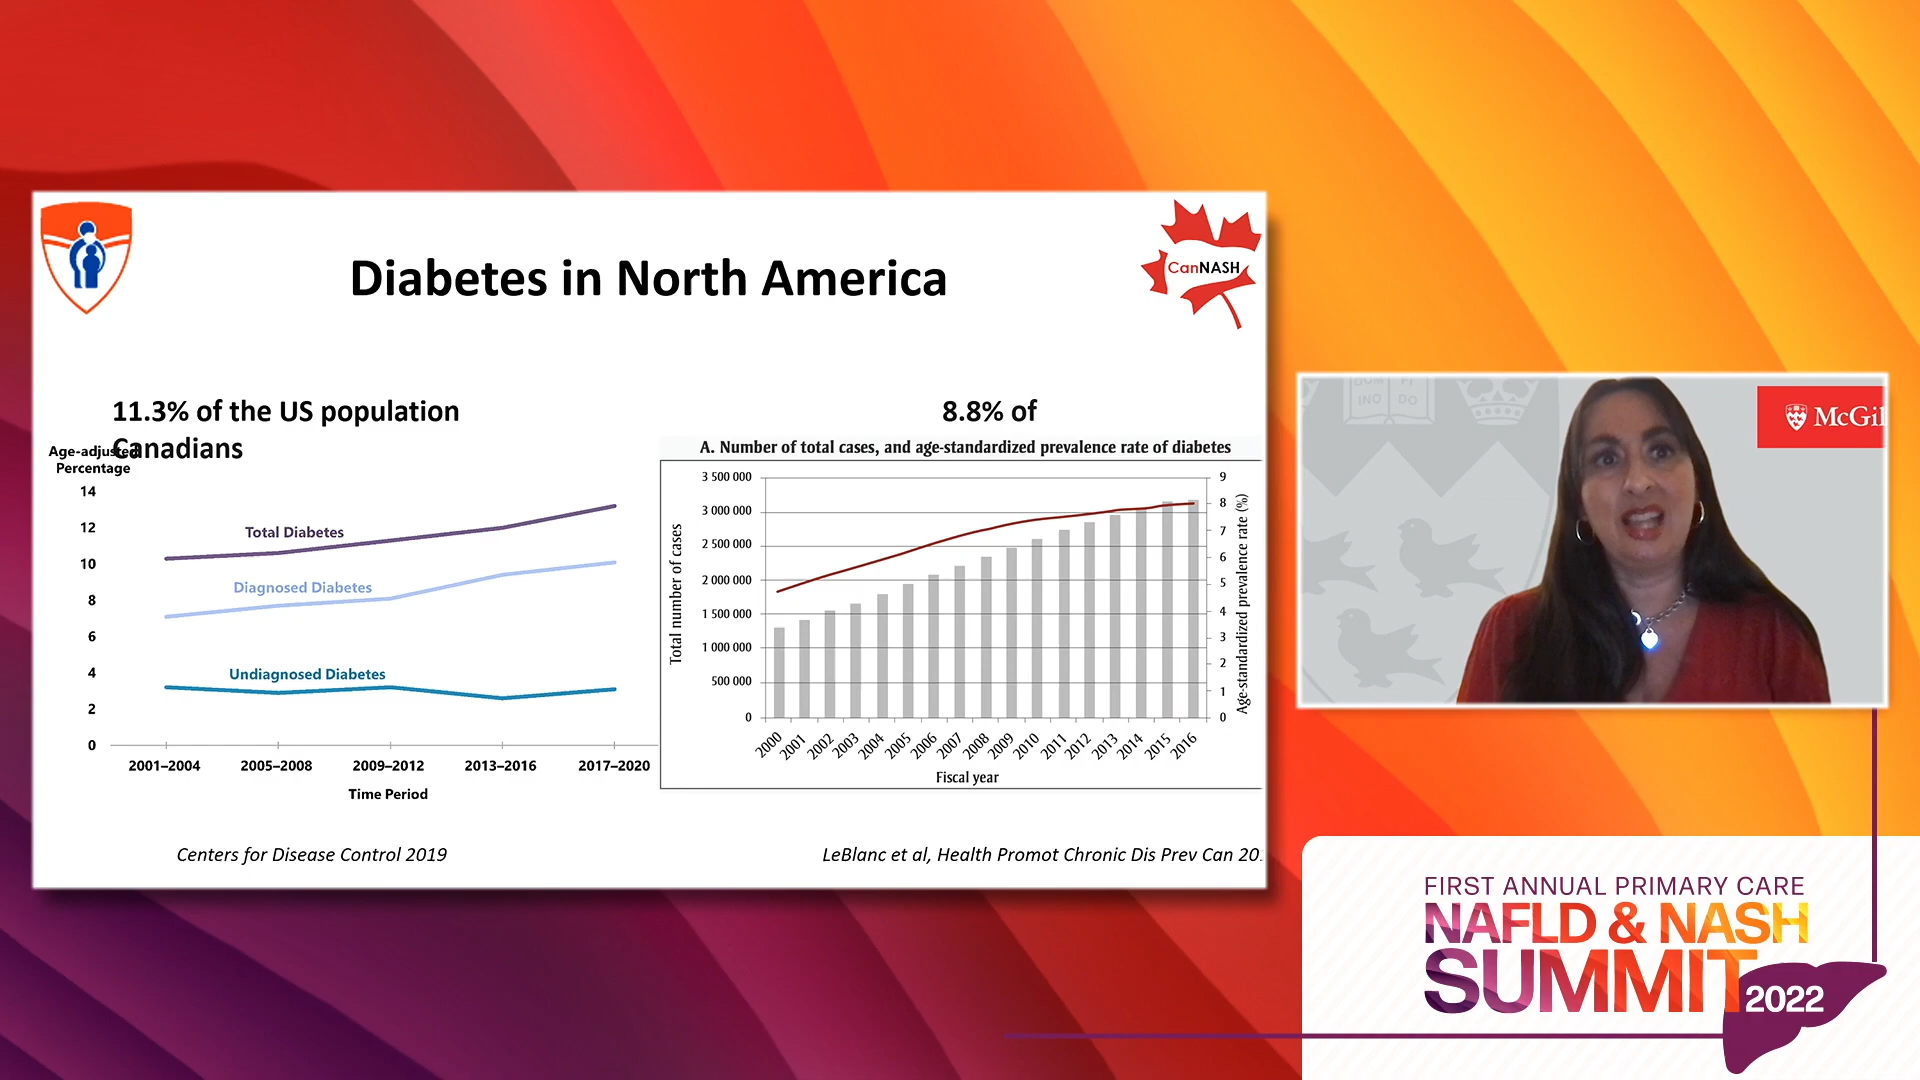 CanNASH
Diabetes in North America
11.3% of the US population 8.8% of
Canadians
Age-adjusted
Percentage
14
12
10
8
6
4
2
0
Total Diabetes
Diagnosed Diabetes
Undiagnosed Diabetes
2001–2004 2005–2008 2009–2012 2013–2016 2017–2020
Time Period
Centers for Disease Control 2019
A. Number of total cases, and age-standardized prevalence rate of diabetes
Total number of cases
3 500 000
3 000 000
2 500 000
2 000 000
1 500 000
1 000 000
500 000
0
9
8
7
6
5
4
3
2
1
0
Age-standardized prevalence rate (%)
2000 2001 2002 2003 2004 2005 2006 2007 2008 2009 2010 2011 2012 2013 2014 2015 2016
Fiscal year
LeBlanc et al, Health Promot Chronic Dis Prev Can 20
IN DO
McGil
FIRST ANNUAL PRIMARY CARE
NAFLD & NASH
SUMMIT
2022